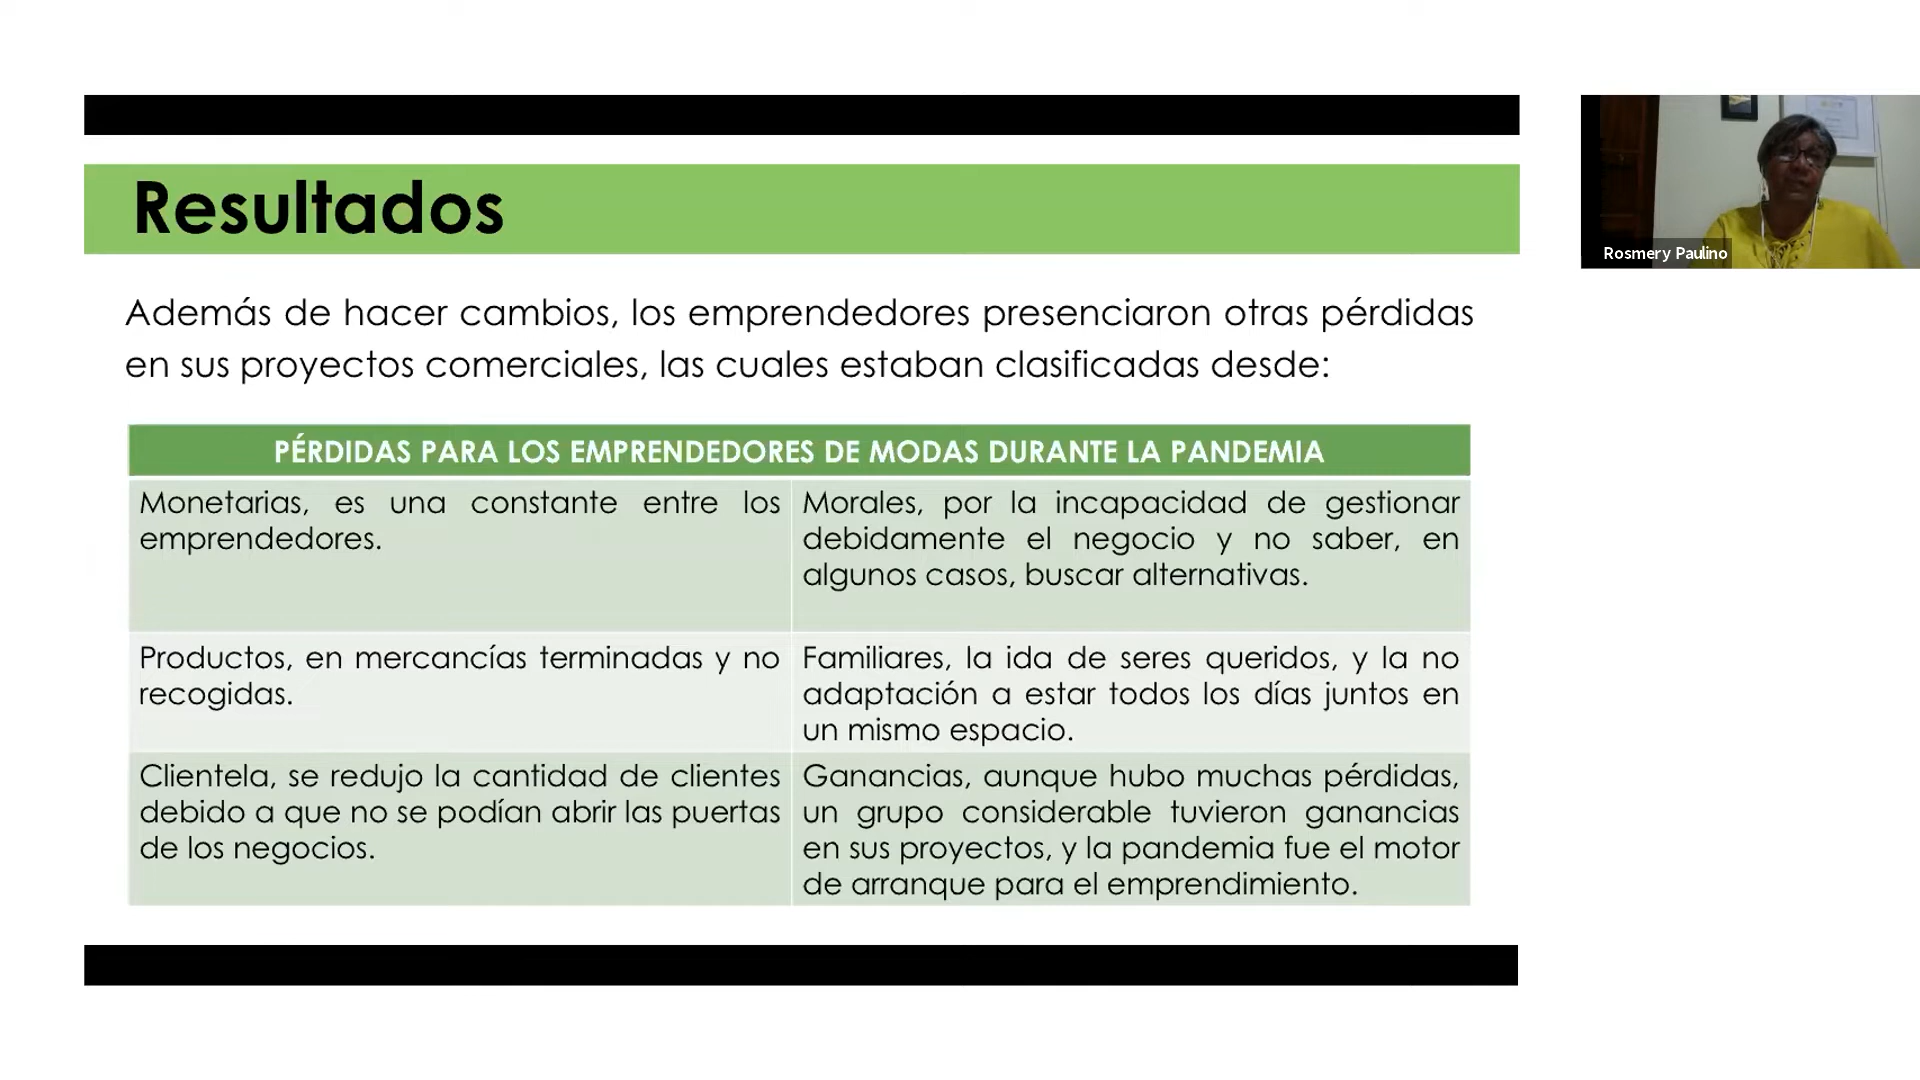 Resultados
Además de hacer cambios, los emprendedores presenciaron otras pérdidas
en sus proyectos comerciales, las cuales estaban clasificadas desde:
PÉRDIDAS PARA LOS EMPRENDEDORES DE MODAS DURANTE LA PANDEMIA
Monetarias, es una constante entre los
emprendedores.
Morales, por la incapacidad de gestionar
debidamente el negocio y no saber, en
algunos casos, buscar alternativas.
Productos, en mercancías terminadas y no
recogidas.
Familiares, la ida de seres queridos, y la no
adaptación a estar todos los días juntos en
un mismo espacio.
Clientela, se redujo la cantidad de clientes
debido a que no se podían abrir las puertas
de los negocios.
Ganancias, aunque hubo muchas pérdidas,
un grupo considerable tuvieron ganancias
en sus proyectos, y la pandemia fue el motor
de arranque para el emprendimiento.
Rosmery Paulino